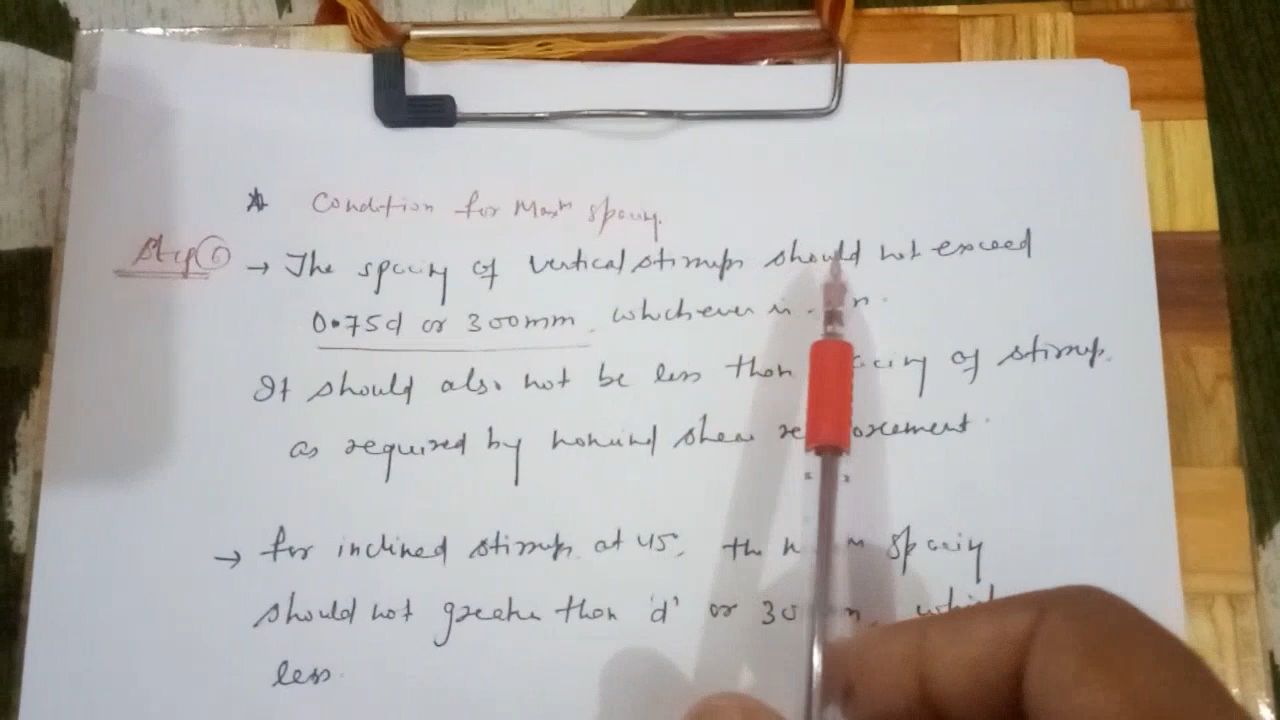 * Condition for Maxm spacing.
Step ①
→ The spacing of vertical stirrups should not exceed
0.75d or 300mm. whichever is
It should also not be less than of stirrup.
as required by nominal shear
→ for inclined stirrups at 45, the spacing
should not greater than 'd' or
less.